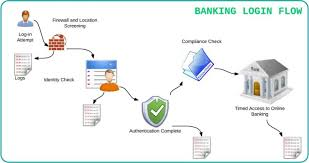 BANKING LOGIN FLOW
Firewall and Location
Screening
Log-in
Attempt
Compliance Check
Logs
Identity Check
Timed Access to Online
Banking
Authentication Complete